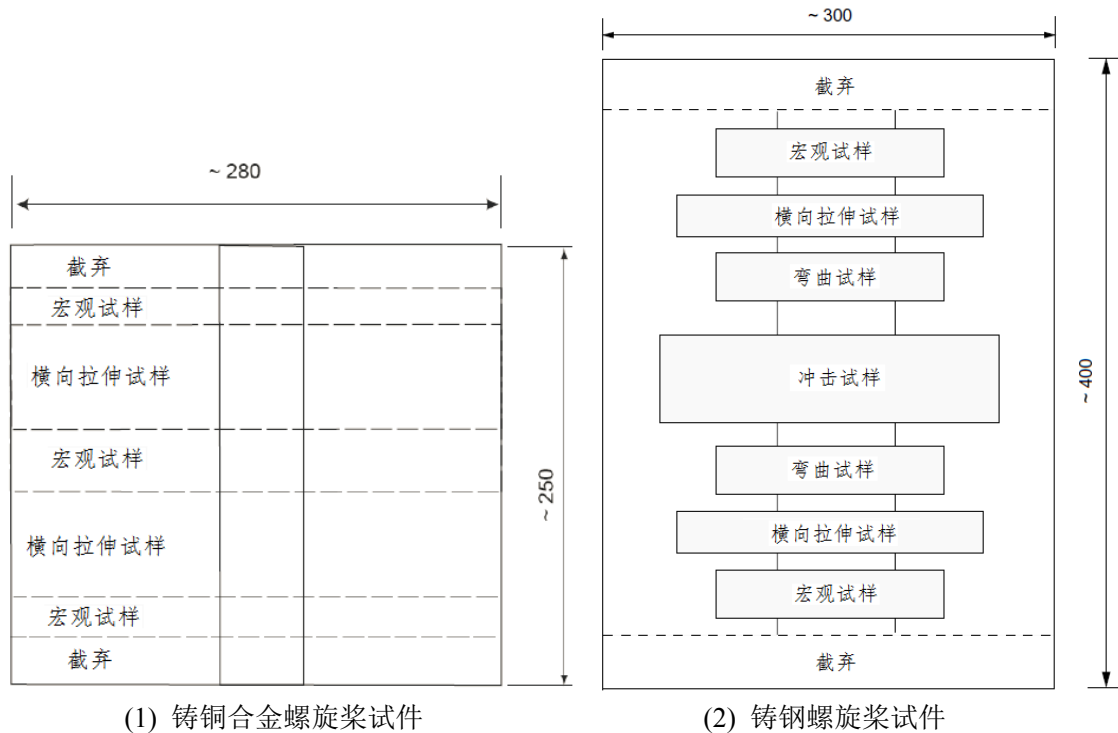 ~ 280
截弃
宏观试样
横向拉伸试样
宏观试样
横向拉伸试样
宏观试样
截弃
~ 250
(1) 铸铜合金螺旋桨试件
~ 300
截弃
宏观试样
横向拉伸试样
弯曲试样
冲击试样
弯曲试样
横向拉伸试样
宏观试样
截弃
~ 400
(2) 铸钢螺旋桨试件